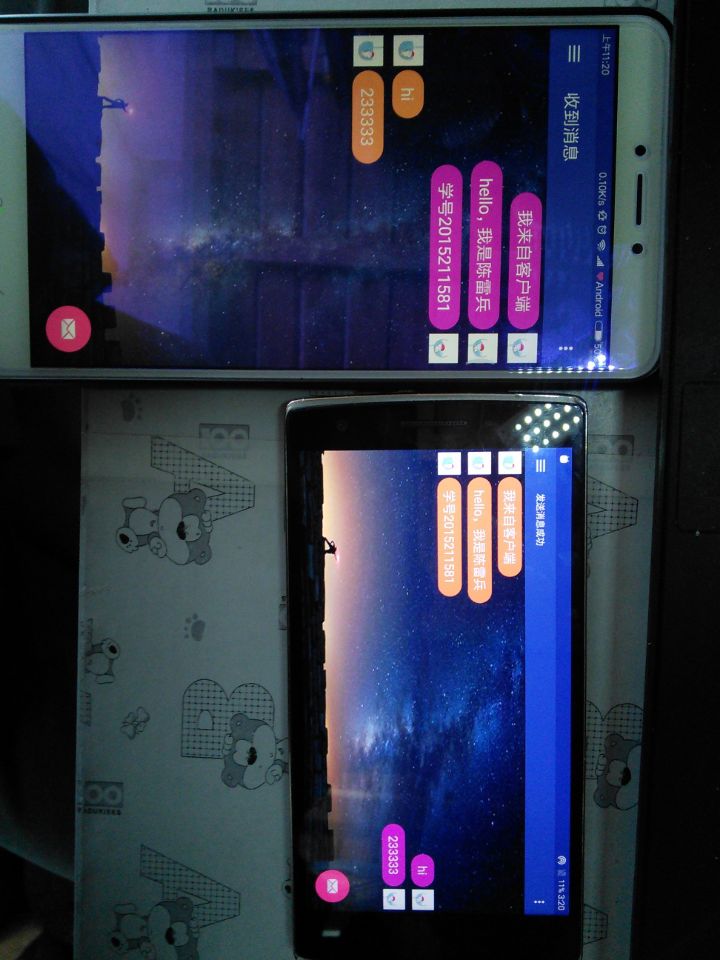 上午11:20
0.10K/s
Android
50
收到消息
我来自客户端
hello, 我是陈雷兵
学号2015211581
hi
233333
11% 3:20
发送消息成功
我来自客户端
hello, 我是陈雷兵
学号2015211581
hi
233333